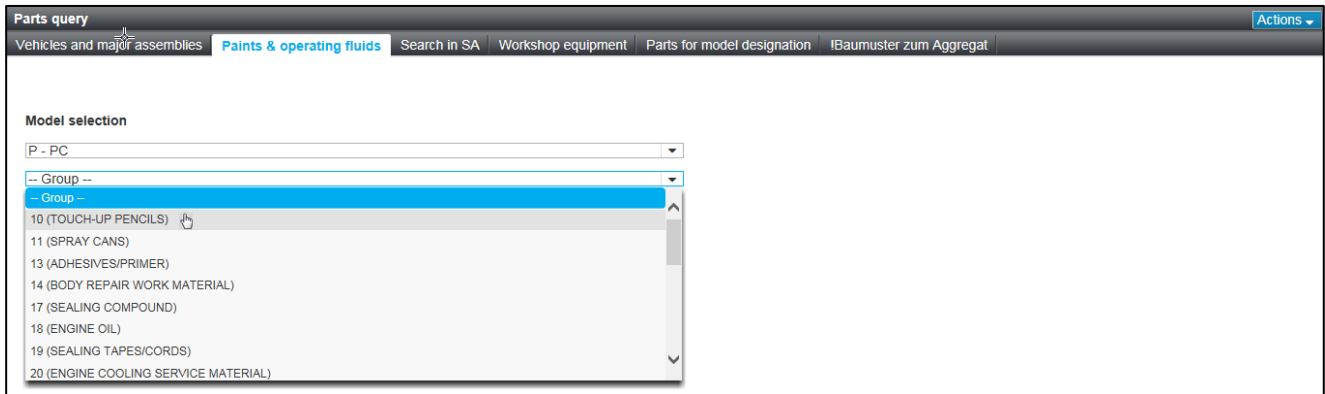 Parts query Actions
Vehicles and major assemblies Paints & operating fluids Search in SA Workshop equipment Parts for model designation !Baumuster zum Aggregat
Model selection
P - PC
-- Group --
-- Group --
10 (TOUCH-UP PENCILS)
11 (SPRAY CANS)
13 (ADHESIVES/PRIMER)
14 (BODY REPAIR WORK MATERIAL)
17 (SEALING COMPOUND)
18 (ENGINE OIL)
19 (SEALING TAPES/CORDS)
20 (ENGINE COOLING SERVICE MATERIAL)